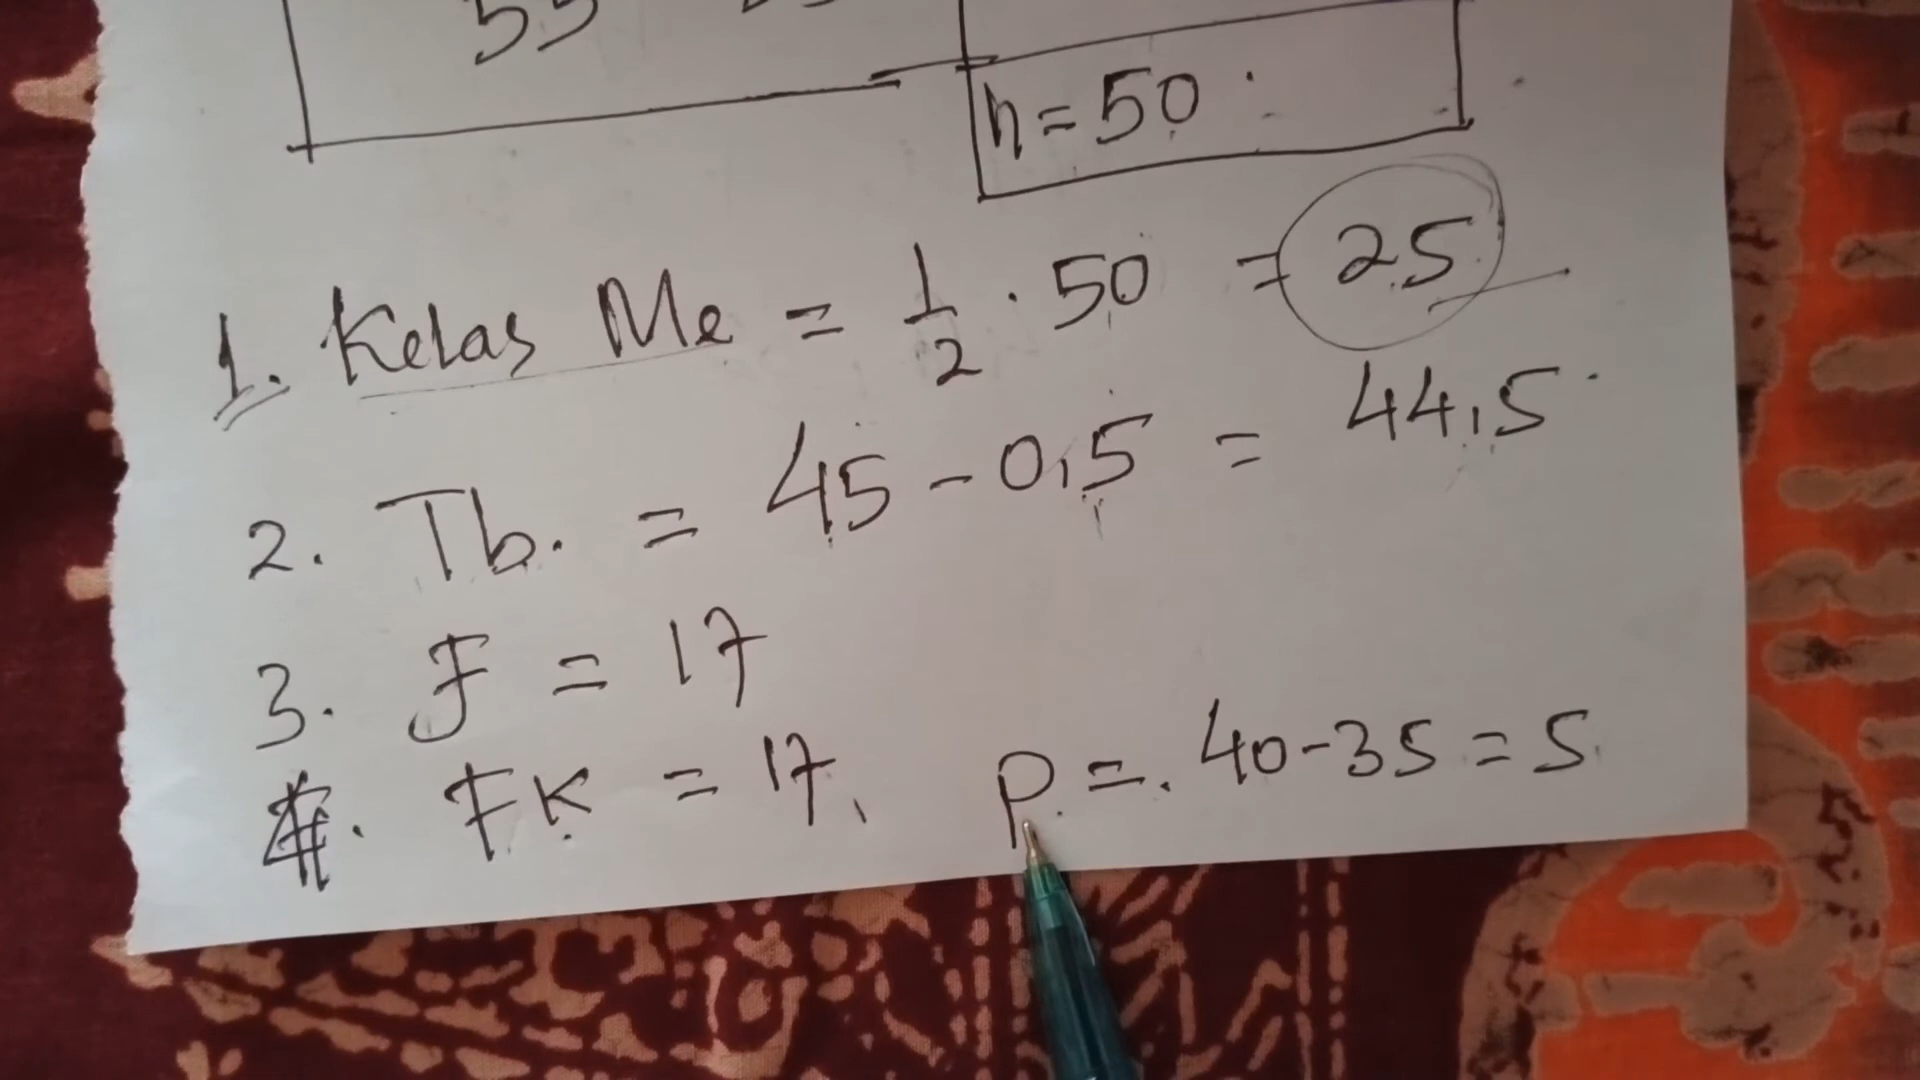 55
n = 50
1. Kelas Me = 1/2 . 50 = 25
2. Tb. = 45 - 0,5 = 44,5
3. F = 17
4. FK = 17, P = 40 - 35 = 5